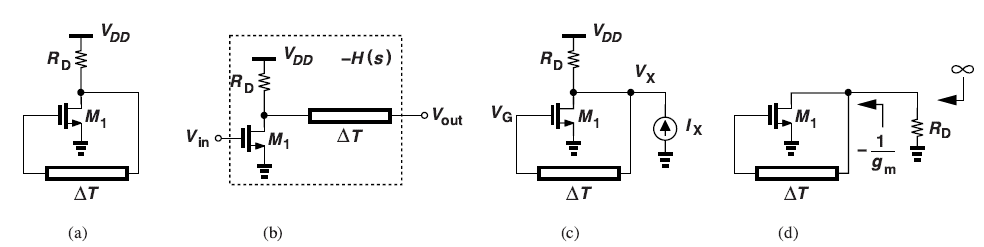 V_DD
R_D
M_1
ΔT
(a)
−H(s)
V_DD
R_D
V_in
M_1
ΔT
V_out
(b)
V_DD
R_D
V_X
V_G
M_1
I_X
ΔT
(c)
∞
M_1
R_D
− 1/g_m
ΔT
(d)